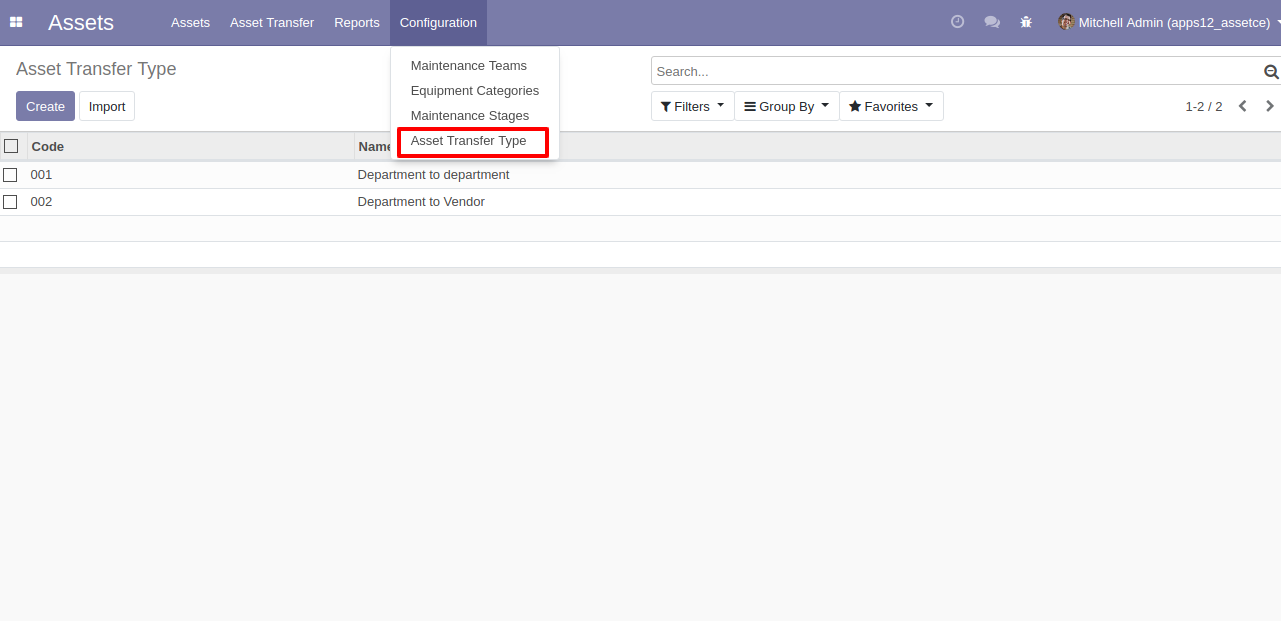 Assets Assets Asset Transfer Reports Configuration Mitchell Admin (apps12_assetce)
Asset Transfer Type
Search...
Create Import
Filters Group By Favorites 1-2 / 2
Maintenance Teams
Equipment Categories
Maintenance Stages
Asset Transfer Type
Code Name
001 Department to department
002 Department to Vendor